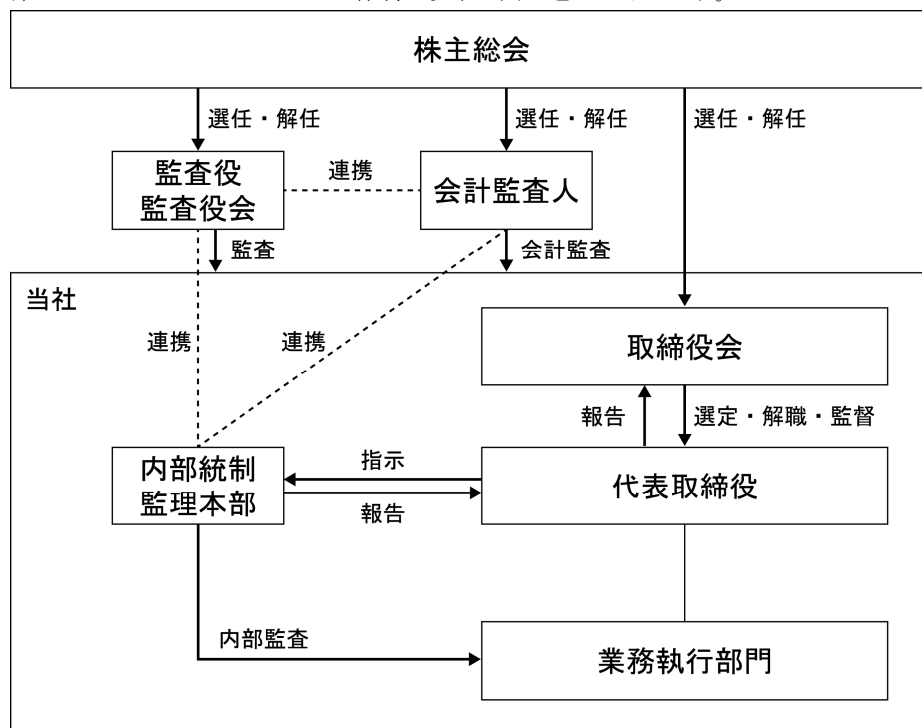 株主総会
選任・解任
選任・解任
選任・解任
監査役
監査役会
連携
会計監査人
監査
会計監査
当社
連携
連携
取締役会
報告
選定・解職・監督
内部統制
監理本部
指示
報告
代表取締役
内部監査
業務執行部門